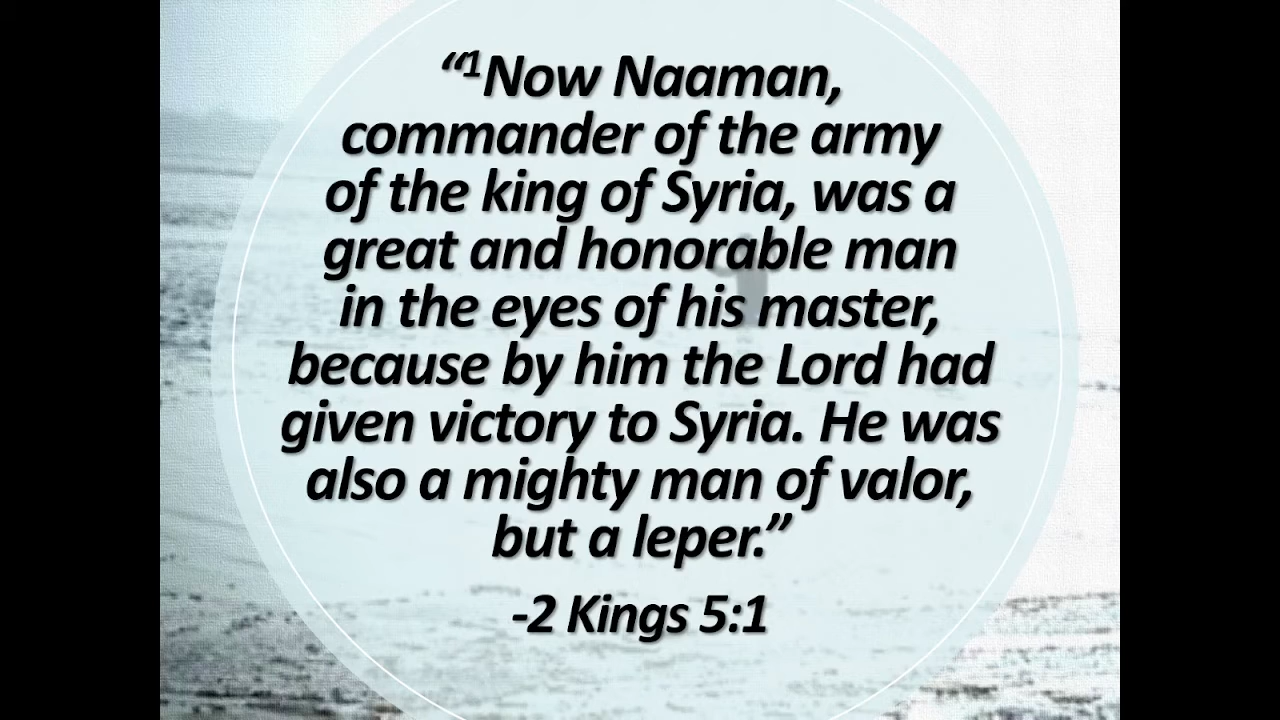 “¹Now Naaman,
commander of the army
of the king of Syria, was a
great and honorable man
in the eyes of his master,
because by him the Lord had
given victory to Syria. He was
also a mighty man of valor,
but a leper.”
-2 Kings 5:1